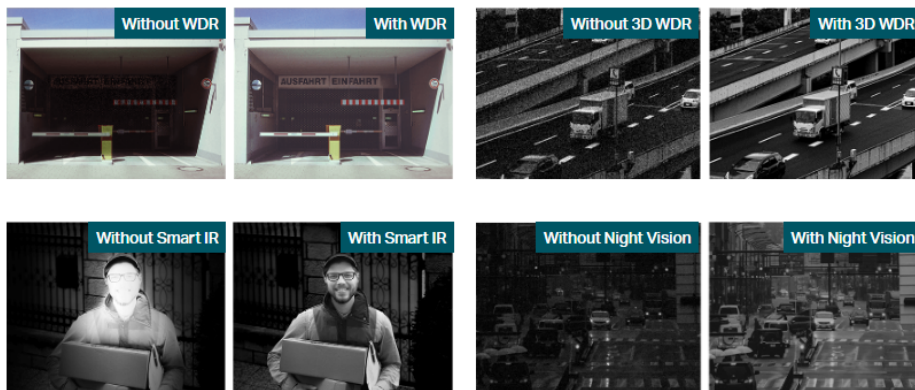 Without WDR
With WDR
AUSFAHRT EINFAHRT
Without 3D WDR
With 3D WDR
Without Smart IR
With Smart IR
Without Night Vision
With Night Vision